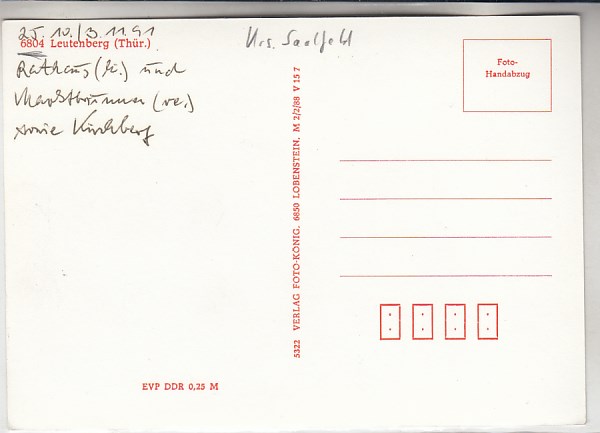 25. 10. / 3. 11. 91
6804 Leutenberg (Thür.)
Rathaus (li.) und
Marktbrunnen (re.)
sowie Kirchberg
Krs. Saalfeld
Foto-
Handabzug
5322 VERLAG FOTO-KÖNIG, 6850 LOBENSTEIN, M 2/2/88 V 15 7
EVP DDR 0,25 M